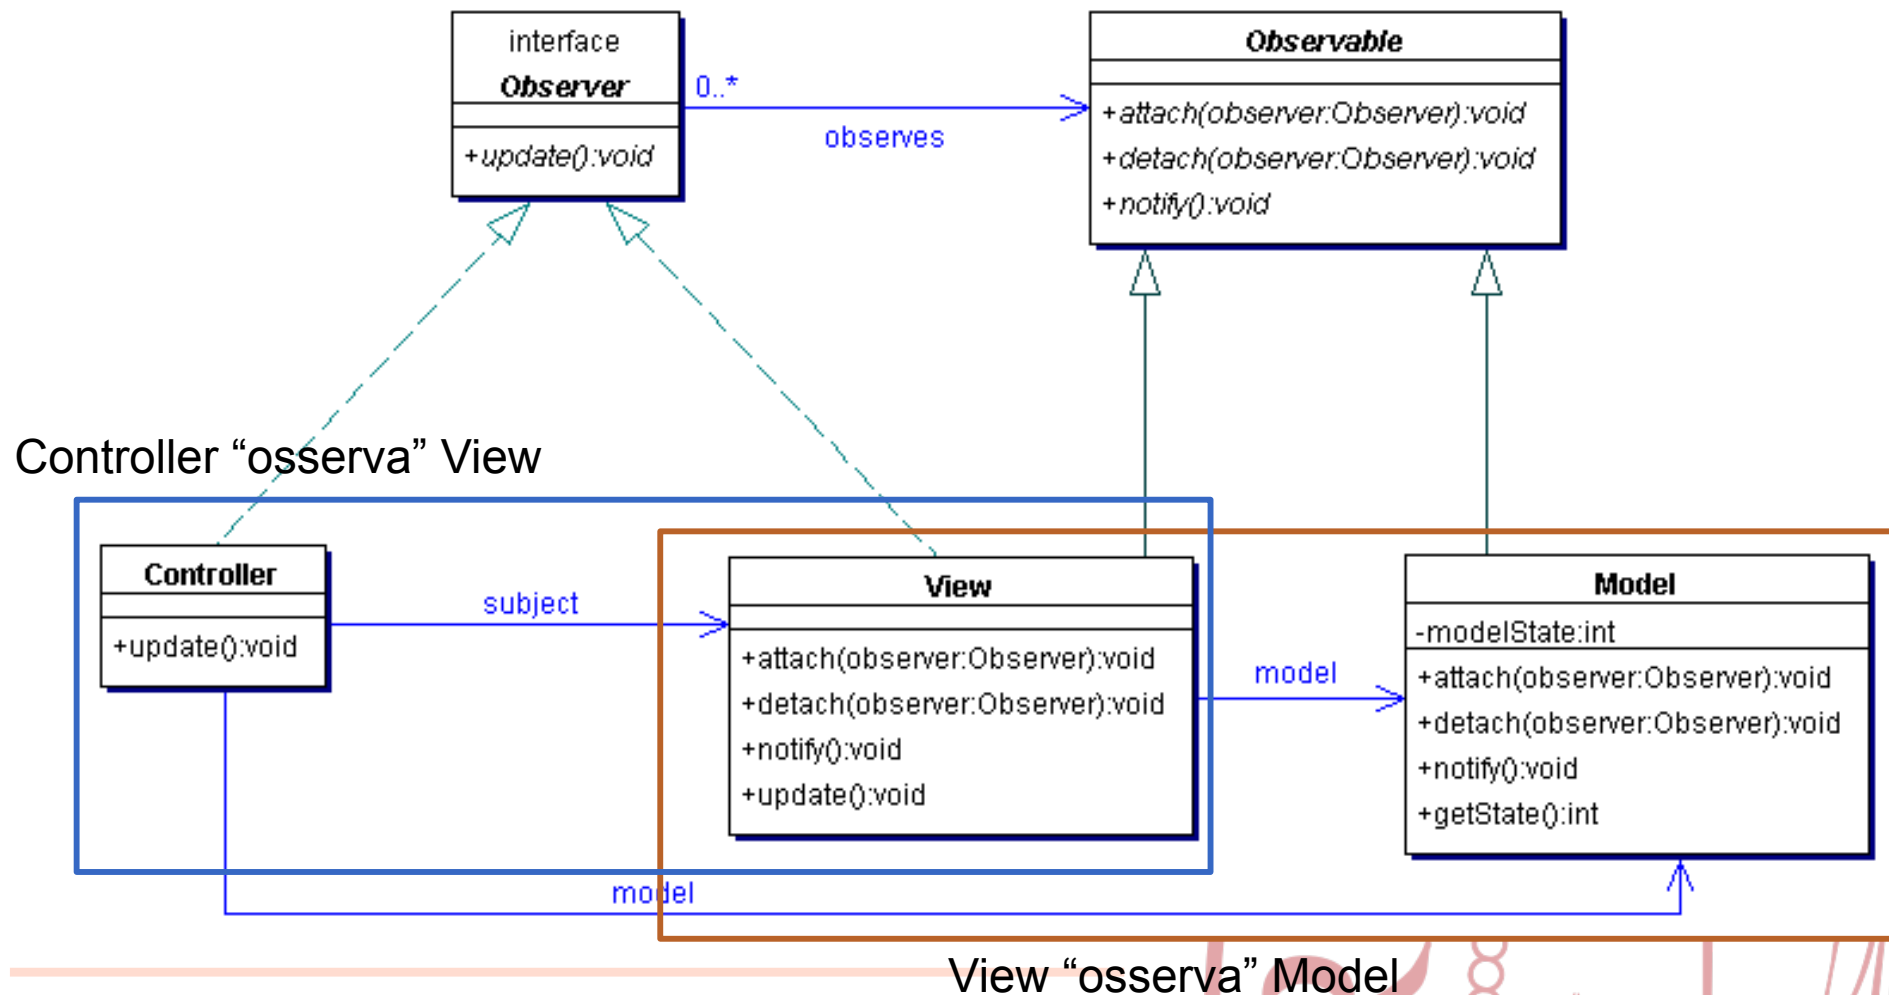 interface
Observer
+update():void
0..*
observes
Observable
+attach(observer:Observer):void
+detach(observer:Observer):void
+notify():void
Controller “osserva” View
Controller
+update():void
subject
View
+attach(observer:Observer):void
+detach(observer:Observer):void
+notify():void
+update():void
model
Model
-modelState:int
+attach(observer:Observer):void
+detach(observer:Observer):void
+notify():void
+getState():int
model
View “osserva” Model